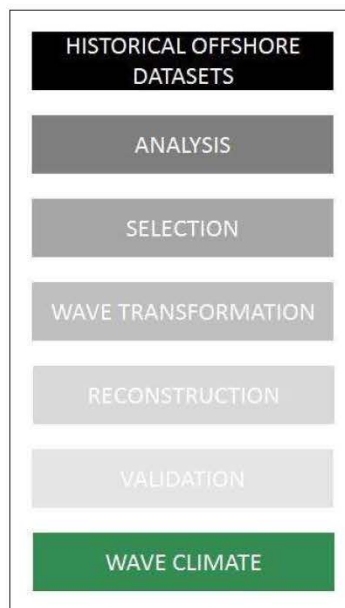 HISTORICAL OFFSHORE
DATASETS
ANALYSIS
SELECTION
WAVE TRANSFORMATION
RECONSTRUCTION
VALIDATION
WAVE CLIMATE